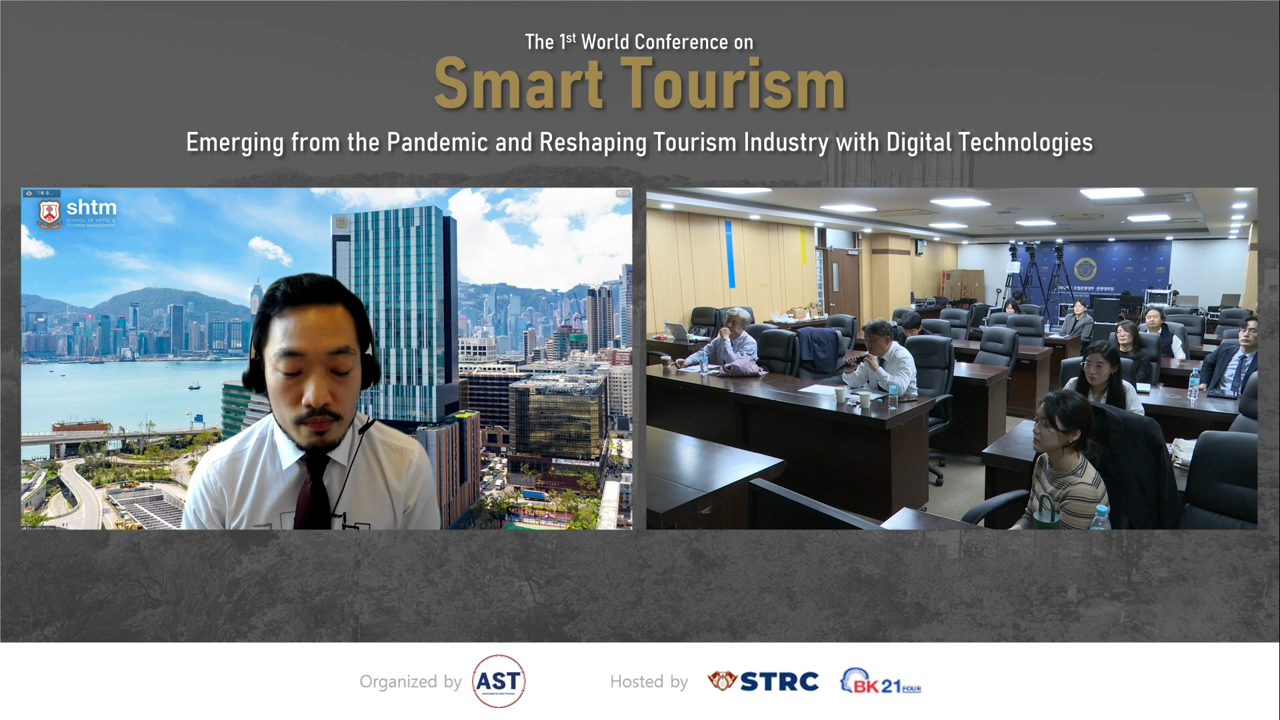 The 1st World Conference on
Smart Tourism
Emerging from the Pandemic and Reshaping Tourism Industry with Digital Technologies
shtm
SCHOOL OF HOTEL &
TOURISM MANAGEMENT
Organized by
AST
Hosted by
STRC
BK21 FOUR